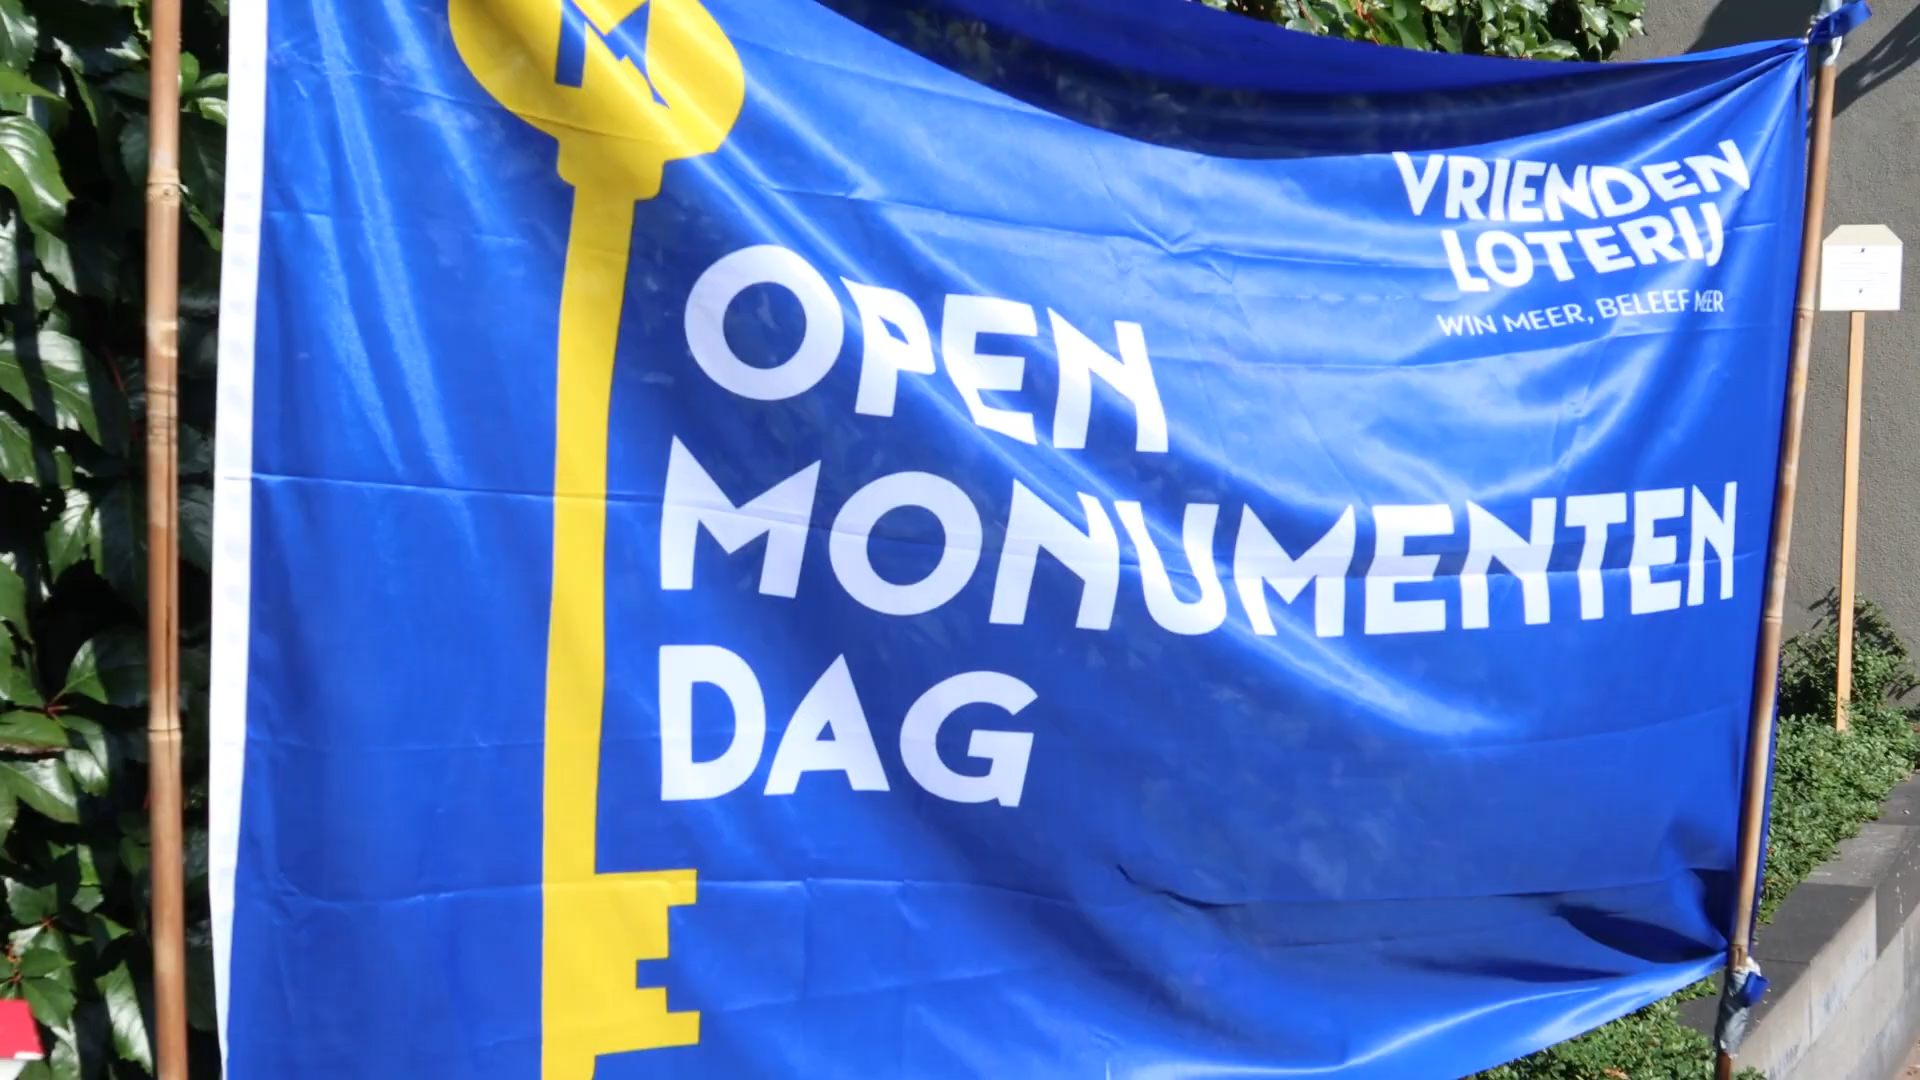 VRIENDEN
LOTERIJ
WIN MEER, BELEEF MEER
OPEN
MONUMENTEN
DAG